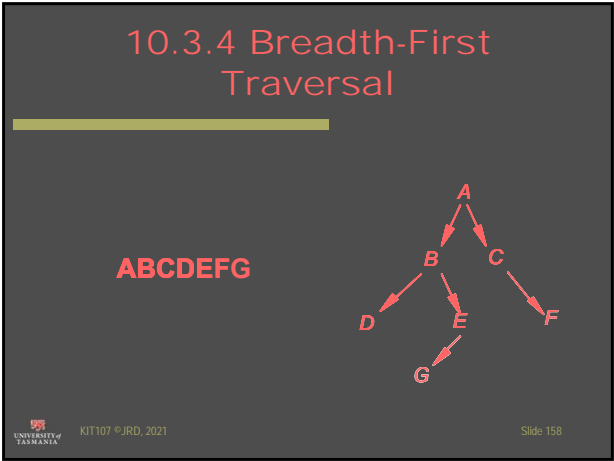 10.3.4 Breadth-First
Traversal
A
ABCDEFG
B
C
D
E
F
G
UNIVERSITY of
TASMANIA
KIT107 ©JRD, 2021
Slide 158